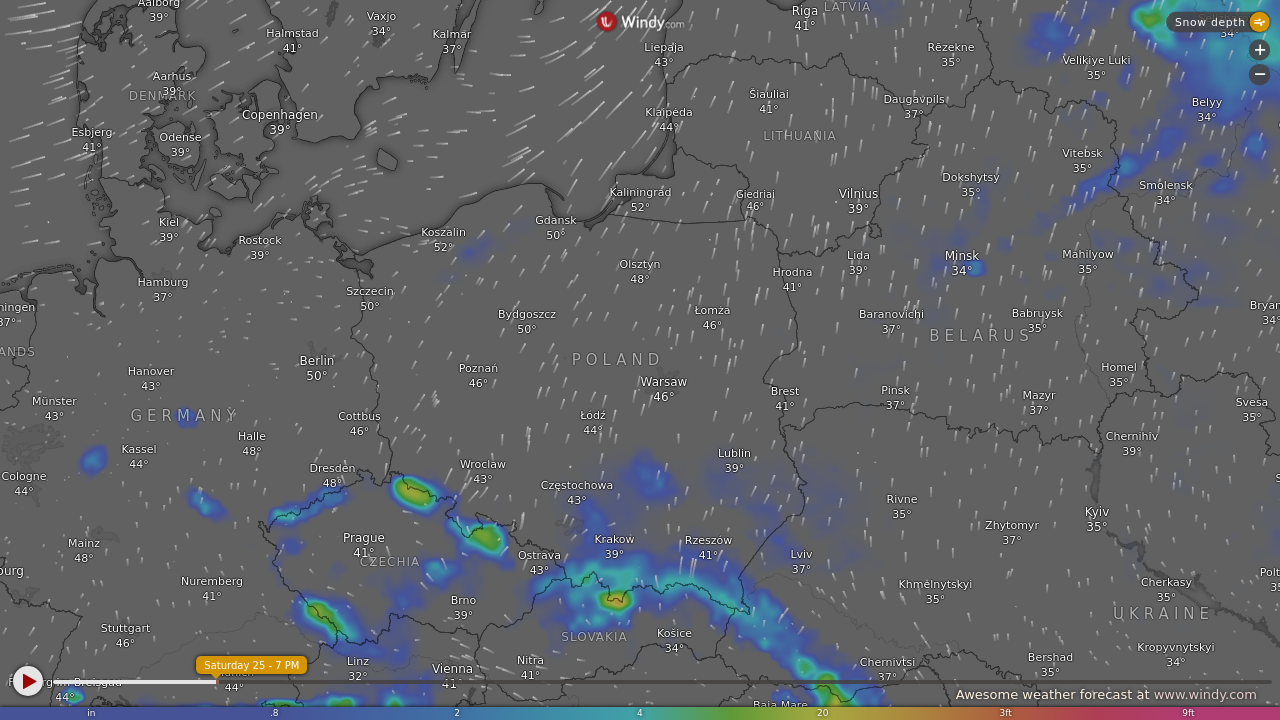 Aalborg
39°
Halmstad
41°
Vaxjo
34°
Kalmar
37°
Windy.com
Liepaja
43°
Riga
41°
LATVIA
Rēzekne
35°
Snow depth
34°
+
−
Velikiye Luki
35°
Aarhus
39°
DENMARK
Copenhagen
39°
Esbjerg
41°
Odense
39°
Klaipėda
44°
Šiauliai
41°
LITHUANIA
Daugavpils
37°
Belyy
34°
Vitebsk
35°
Smolensk
34°
Kiel
39°
Rostock
39°
Koszalin
52°
Gdansk
50°
Kaliningrad
52°
Giedriai
46°
Vilnius
39°
Dokshytsy
35°
Hamburg
37°
Szczecin
50°
Olsztyn
48°
Hrodna
41°
Lida
39°
Minsk
34°
Mahilyow
35°
ningen
37°
Bydgoszcz
50°
Łomża
46°
Baranovichi
37°
BELARUS
Babruysk
35°
Bryan
34°
ANDS
Hanover
43°
Berlin
50°
Poznań
46°
POLAND
Warsaw
46°
Brest
41°
Pinsk
37°
Mazyr
37°
Homel
35°
Svesa
35°
Münster
43°
GERMANY
Cottbus
46°
Łódź
44°
Kassel
44°
Halle
48°
Dresden
48°
Wroclaw
43°
Lublin
39°
Chernihiv
39°
Cologne
44°
Częstochowa
43°
Rivne
35°
Zhytomyr
37°
Kyiv
35°
Mainz
48°
Prague
41°
CZECHIA
Ostrava
43°
Krakow
39°
Rzeszów
41°
Lviv
37°
Nuremberg
41°
Brno
39°
Khmelnytskyi
35°
Cherkasy
35°
UKRAINE
Stuttgart
46°
SLOVAKIA
Košice
34°
Kropyvnytskyi
34°
Saturday 25 - 7 PM
44°
Linz
32°
Vienna
41
Nitra
41°
Chernivtsi
37°
Bershad
35°
44°
Baia Mare
Awesome weather forecast at www.windy.com
in .8 2 4 20 3ft 9ft